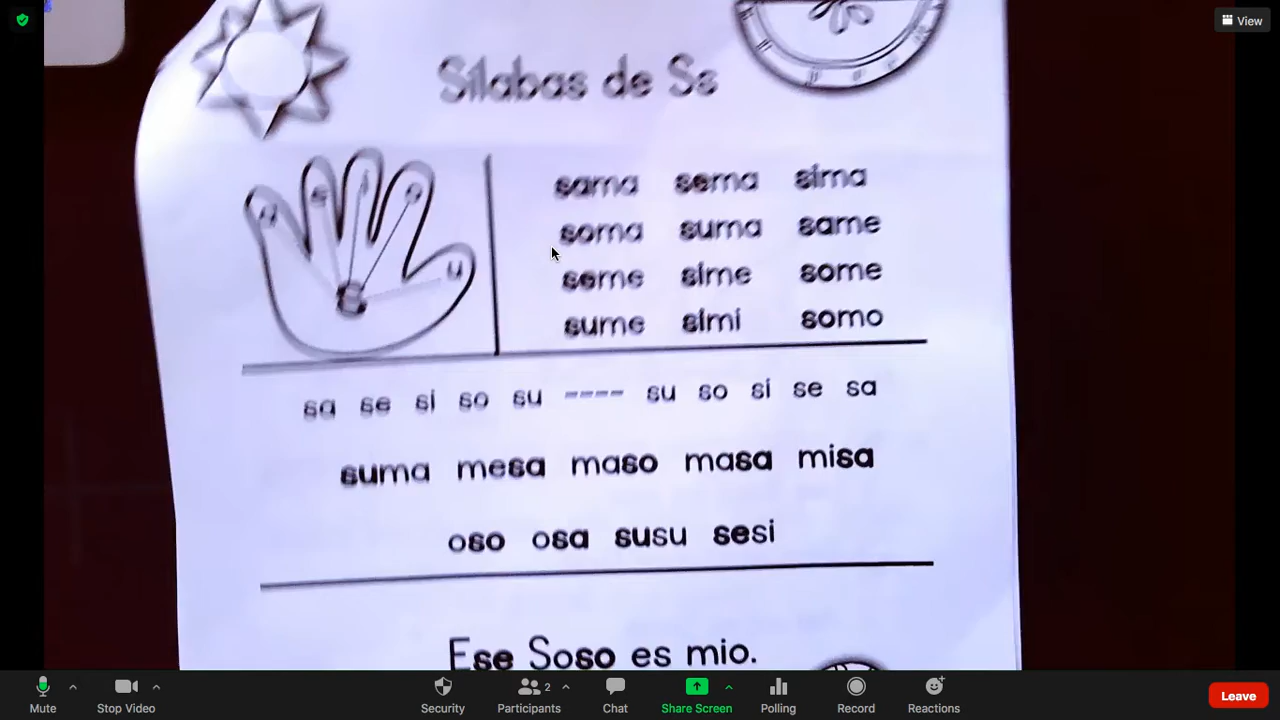 View
Sílabas de Ss
a e i o u
sama sema sima
soma suma same
seme sime some
sume simi somo
sa se si so su ---- su so si se sa
suma mesa maso masa misa
oso osa susu sesi
Ese Soso es mio.
Mute Stop Video Security Participants 2 Chat Share Screen Polling Record Reactions Leave